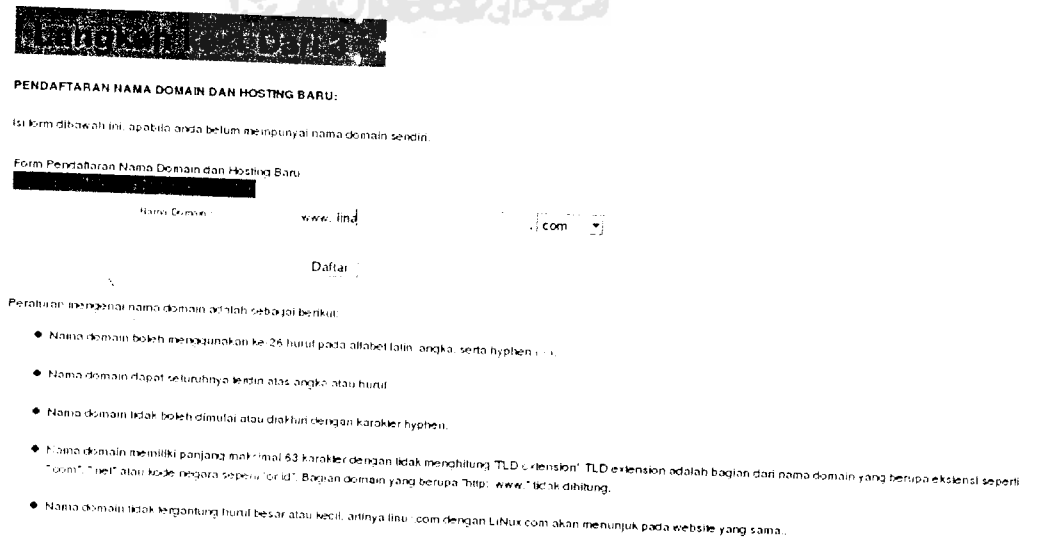 Langkah Dari
PENDAFTARAN NAMA DOMAIN DAN HOSTING BARU:
Isi form dibawah ini, apabila anda belum mempunyai nama domain sendiri.
Form Pendaftaran Nama Domain dan Hosting Baru
Nama Domain :
www. lina
. com
Daftar
Peraturan mengenai nama domain adalah sebagai berikut:
Nama domain boleh menggunakan ke-26 huruf pada alfabet latin, angka, serta hyphen (-).
Nama domain dapat seluruhnya terdiri atas angka atau huruf
Nama domain tidak boleh dimulai atau diakhiri dengan karakter hyphen.
Nama domain memiliki panjang maksimal 63 karakter dengan tidak menghitung "TLD extension". TLD extension adalah bagian dari nama domain yang berupa ekstensi seperti
".com", ".net" atau kode negara seperti "or.id". Bagian domain yang berupa "http: www." tidak dihitung.
Nama domain tidak tergantung huruf besar atau kecil, artinya linux.com dengan LiNux.com akan menunjuk pada website yang sama..